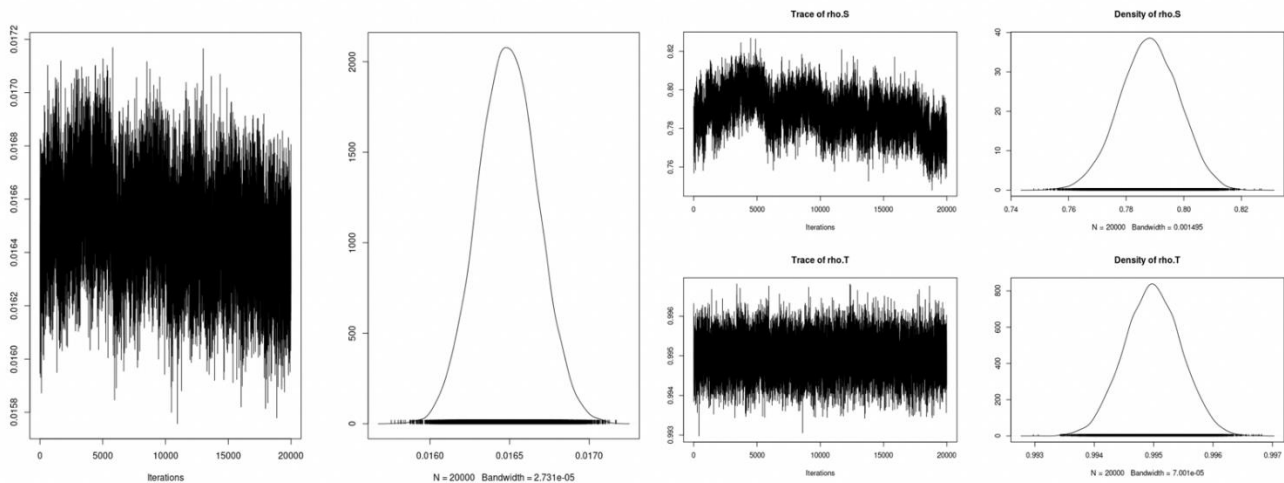 0.0172
0.0170
0.0168
0.0166
0.0164
0.0162
0.0160
0.0158
0 5000 10000 15000 20000
Iterations
2000
1500
1000
500
0
0.0160 0.0165 0.0170
N = 20000 Bandwidth = 2.731e-05
Trace of rho.S
0.82
0.80
0.78
0.76
0 5000 10000 15000 20000
Iterations
Density of rho.S
40
30
20
10
0
0.74 0.76 0.78 0.80 0.82
N = 20000 Bandwidth = 0.001495
Trace of rho.T
0.996
0.995
0.994
0.993
0 5000 10000 15000 20000
Iterations
Density of rho.T
800
600
400
200
0
0.993 0.994 0.995 0.996 0.997
N = 20000 Bandwidth = 7.001e-05